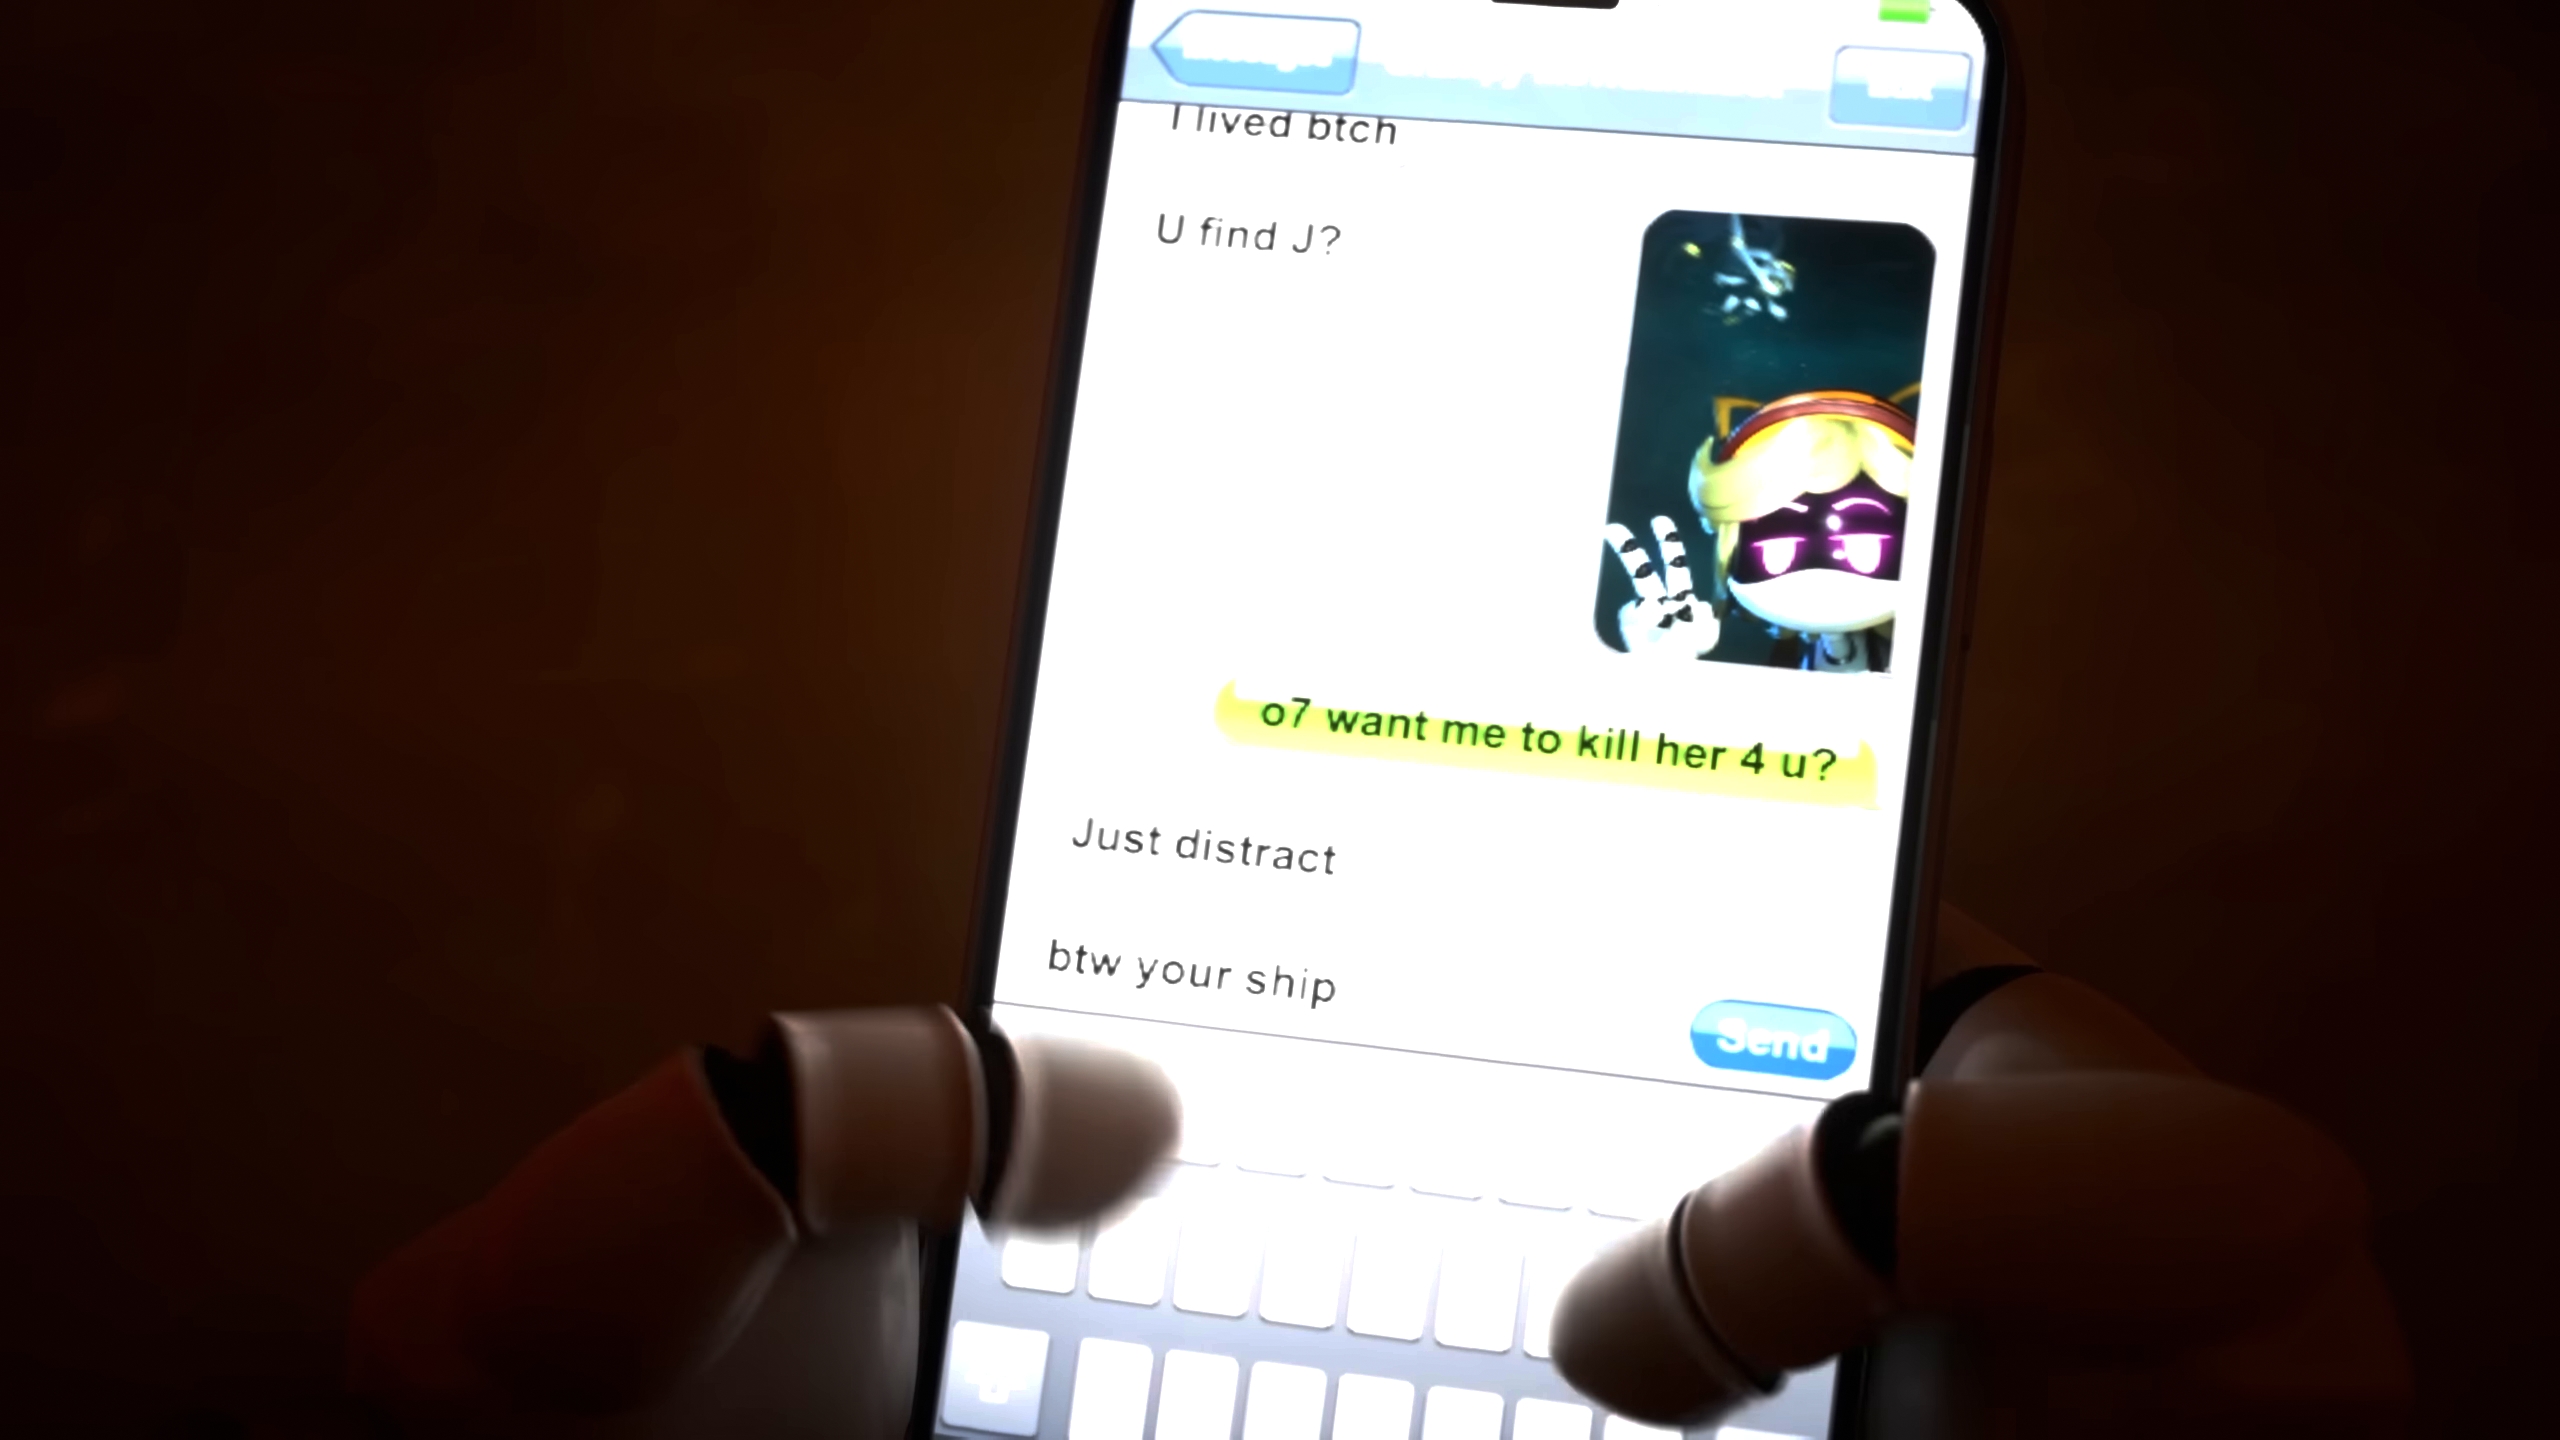 I lived btch
U find J?
o7 want me to kill her 4 u?
Just distract
btw your ship
Send